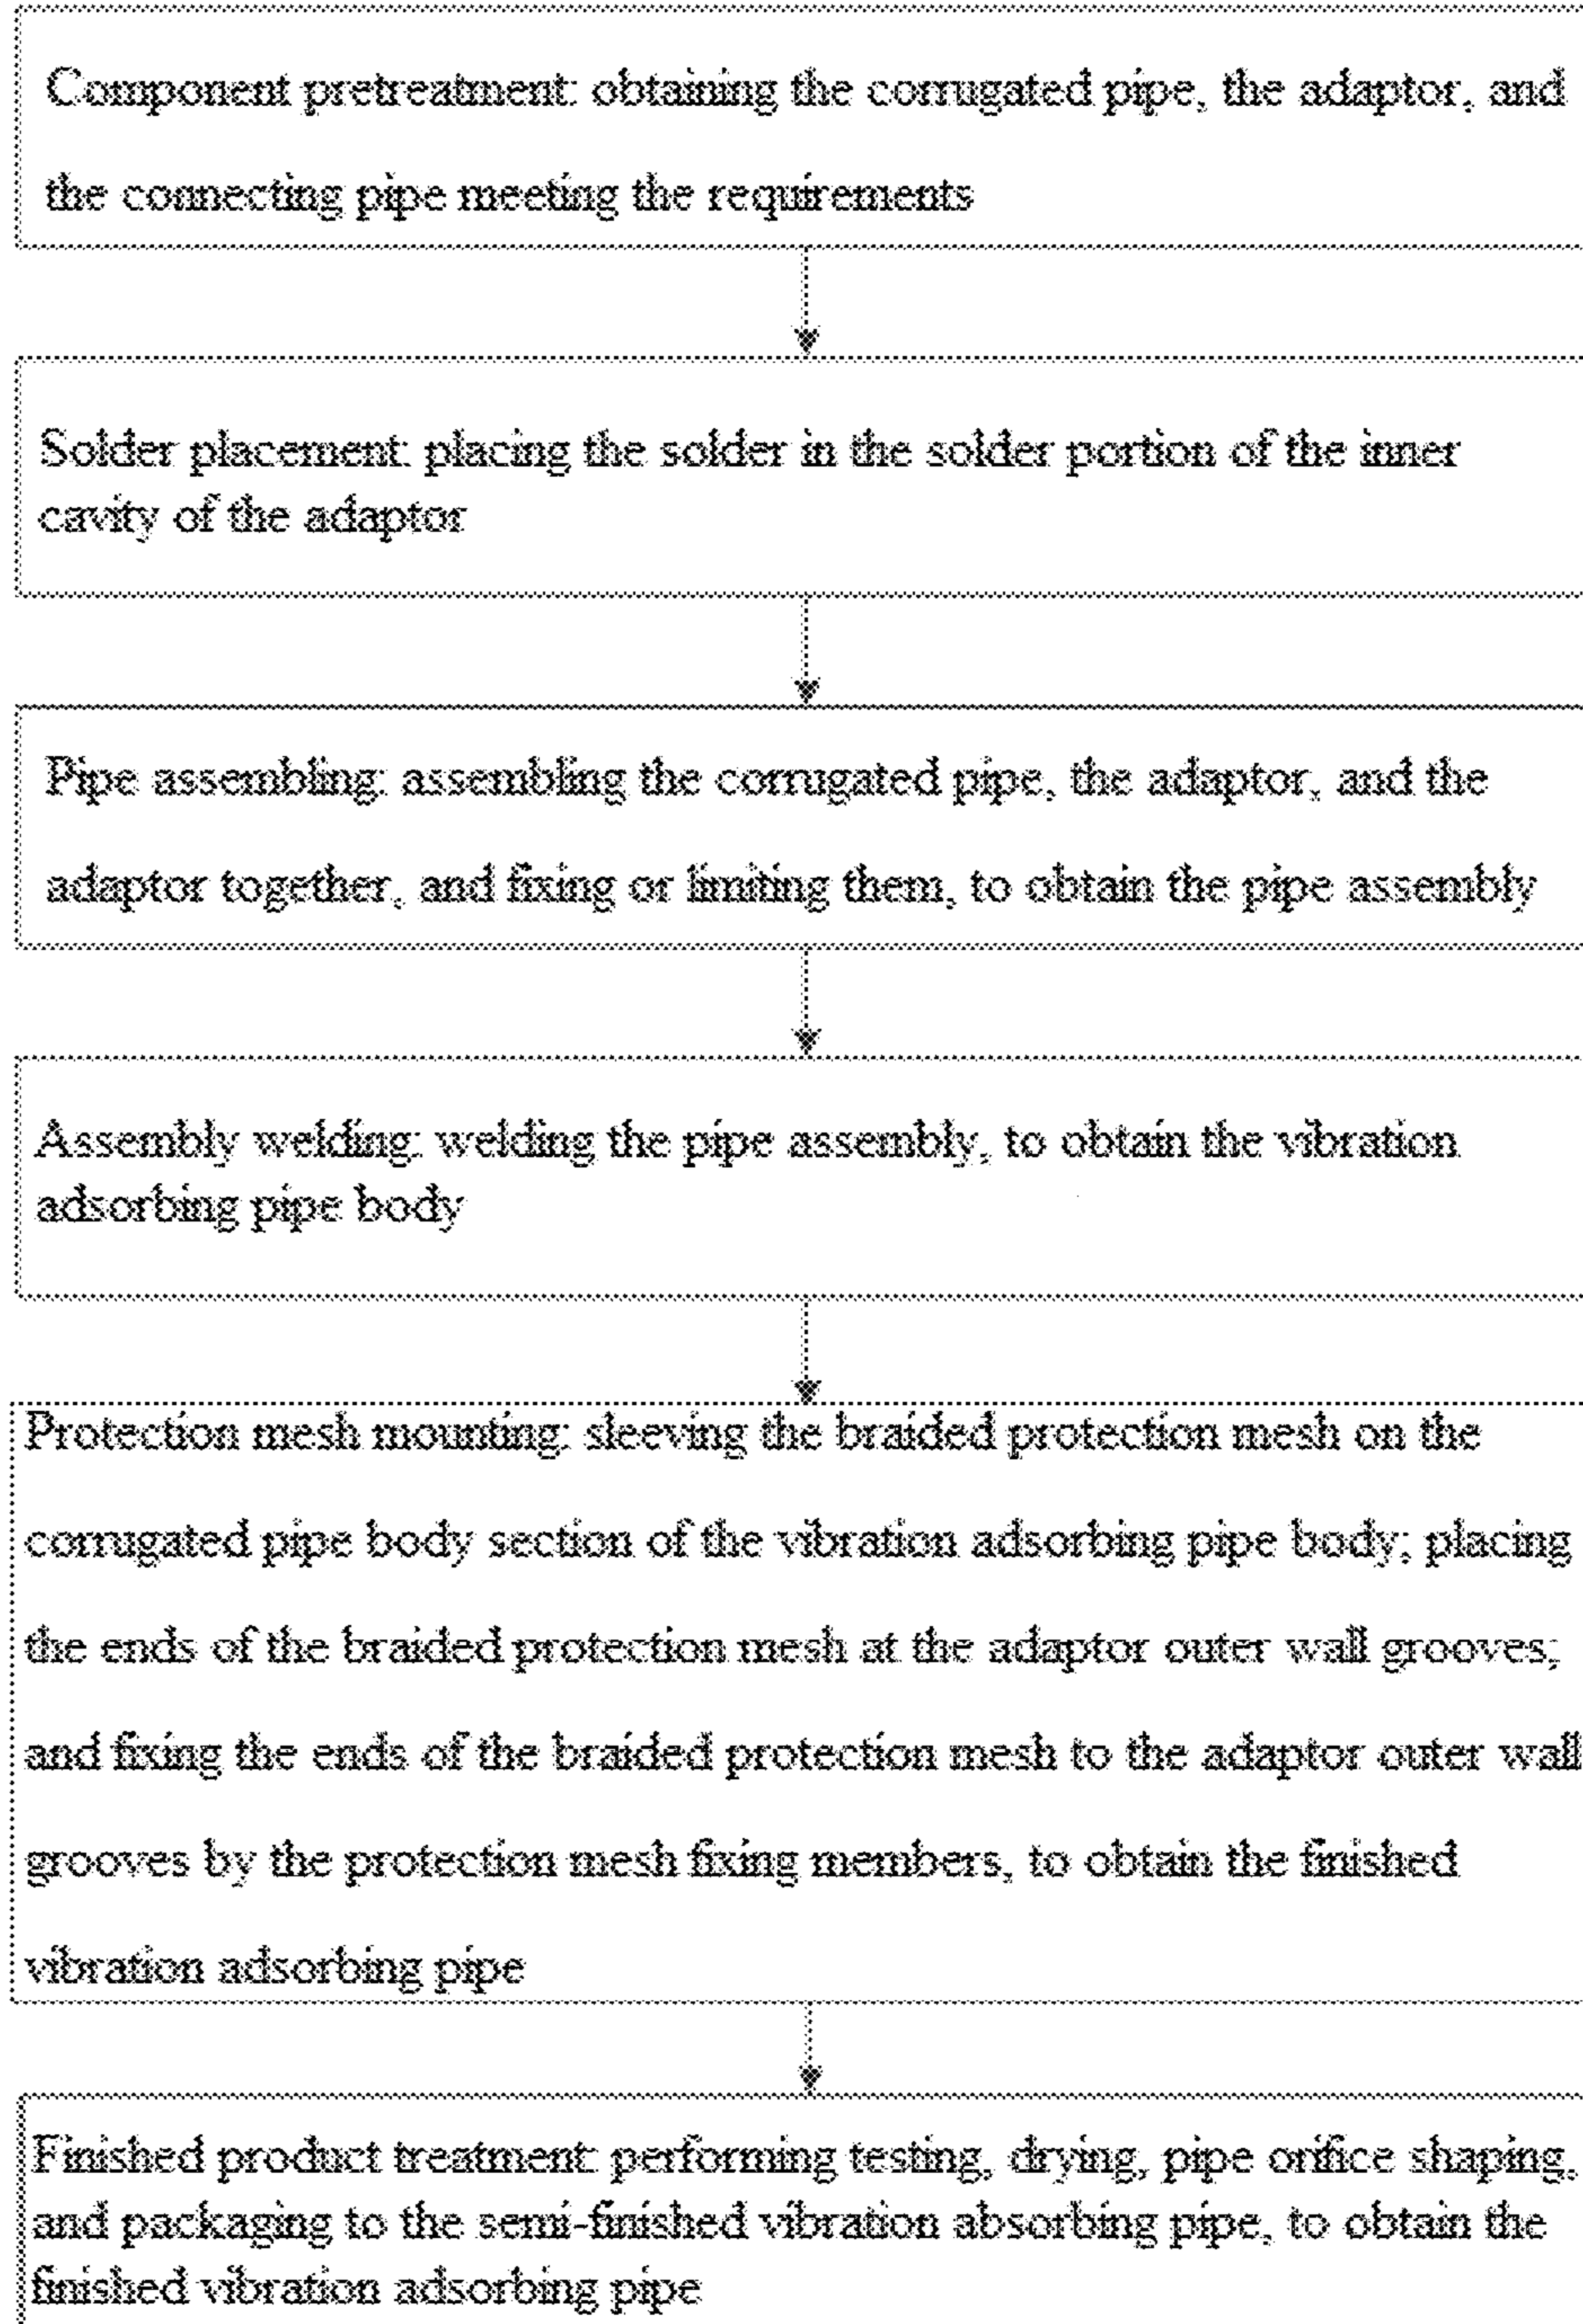 Component pretreatment: obtaining the corrugated pipe, the adaptor, and
the connecting pipe meeting the requirements
Solder placement: placing the solder in the solder portion of the inner
cavity of the adaptor
Pipe assembling: assembling the corrugated pipe, the adaptor, and the
adaptor together, and fixing or limiting them, to obtain the pipe assembly
Assembly welding: welding the pipe assembly, to obtain the vibration
adsorbing pipe body
Protection mesh mounting: sleeving the braided protection mesh on the
corrugated pipe body section of the vibration adsorbing pipe body; placing
the ends of the braided protection mesh at the adaptor outer wall grooves;
and fixing the ends of the braided protection mesh to the adaptor outer wall
grooves by the protection mesh fixing members, to obtain the finished
vibration adsorbing pipe
Finished product treatment: performing testing, drying, pipe orifice shaping,
and packaging to the semi-finished vibration absorbing pipe, to obtain the
finished vibration adsorbing pipe